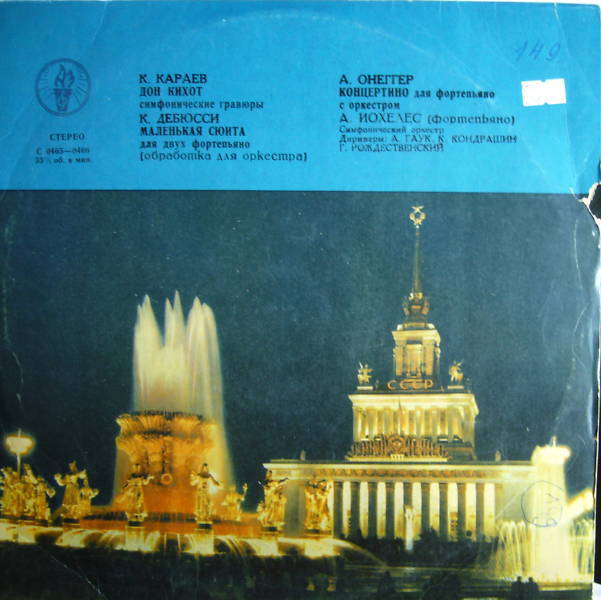 К. КАРАЕВ
ДОН КИХОТ
симфонические гравюры
К. ДЕБЮССИ
МАЛЕНЬКАЯ СЮИТА
для двух фортепьяно
(обработка для оркестра)
СТЕРЕО
С 0465—0466
33⅓ об. в мин.
А. ОНЕГГЕР
КОНЦЕРТИНО для фортепьяно
с оркестром
А. ИОХЕЛЕС (фортепьяно)
Симфонический оркестр
Дирижеры: А. ГАУК, К. КОНДРАШИН
Г. РОЖДЕСТВЕНСКИЙ
149
СССР